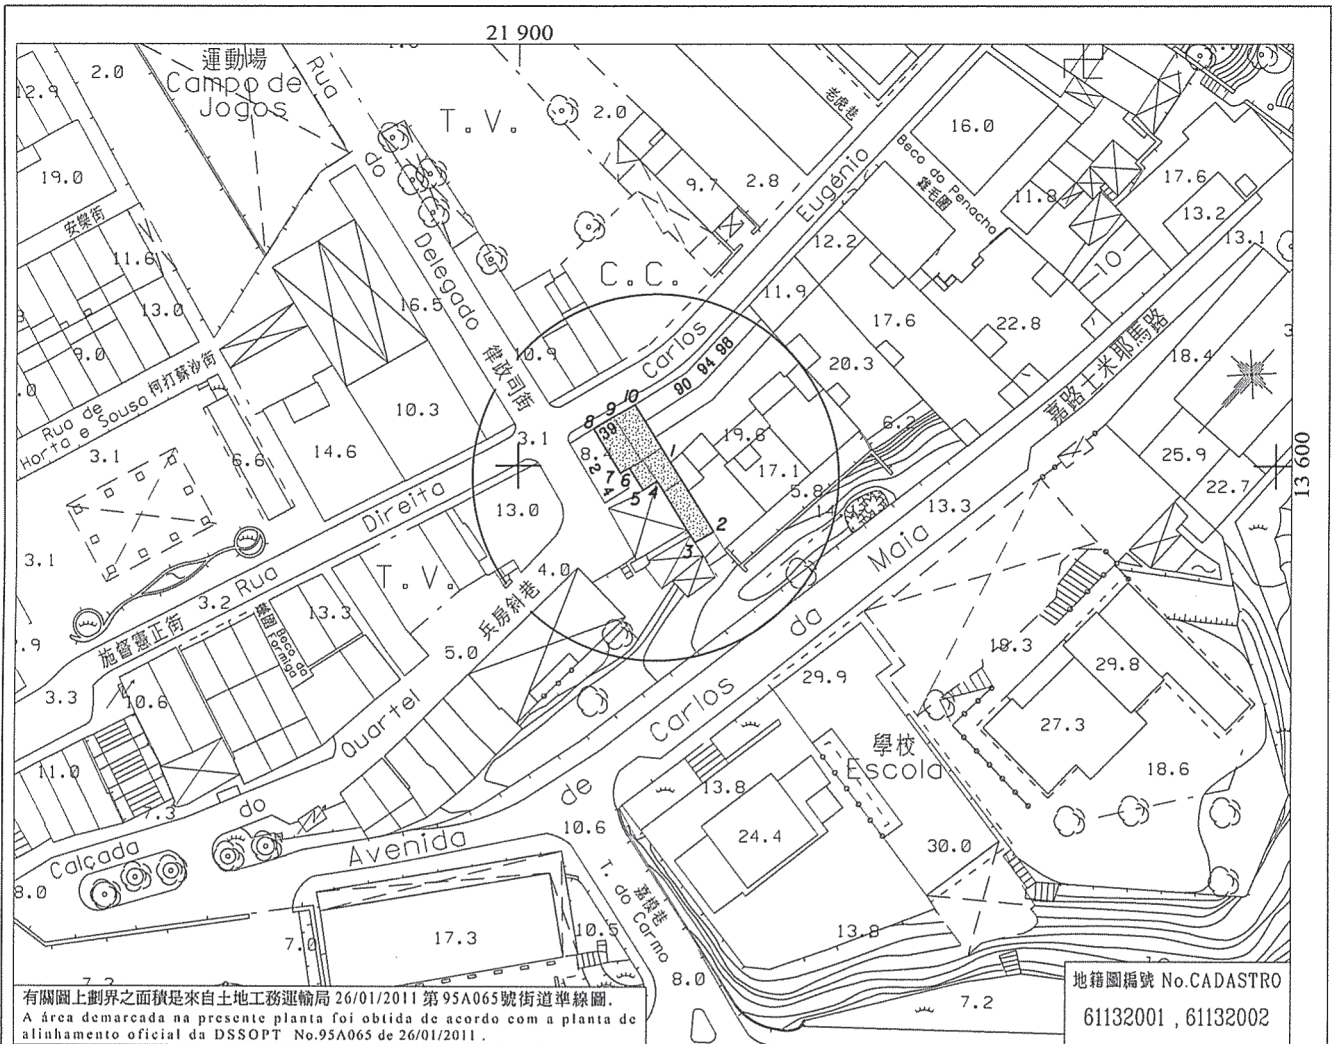 21 900
運動場
Campo de
Jogos
Rua
do
Delegado
律政司街
2.0
12.9
19.0
安樂街
11.6
13.0
9.0
16.5
T.V.
2.0
9.7
2.8
老虎巷
16.0
Beco do Penacho
雞毛圍
11.8
17.6
13.2
13.1
10
C.C.
Eugénio
Carlos
12.2
11.9
17.6
22.8
20.3
嘉路士米耶馬路
18.4
10.9
90 94 98
8 9 10
39
1
19.6
6.2
17.1
5.8
14
13.3
25.9
22.7
13 600
Rua de
Horta e Sousa
柯打蘇沙街
10.3
14.6
6.6
3.1
3.1
3.1
Direita
Rua
3.2
施督憲正街
8.
2
4
7 6
5 4
2
3
13.0
4.0
T.V.
兵房斜巷
5.0
13.3
Beco da
Formiga
3.3
10.6
11.0
7.3
Calçada
do
Quartel
Avenida
de
Carlos
da
Maia
18.3
29.8
27.3
18.6
29.9
學校
Escola
13.8
24.4
30.0
13.8
10.6
T. do Carmo
嘉模巷
8.0
8.0
7.0
17.3
10.5
7.2
7.2
有關圖上劃界之面積是來自土地工務運輸局 26/01/2011 第 95A065號街道準線圖.
A área demarcada na presente planta foi obtida de acordo com a planta de
alinhamento oficial da DSSOPT No.95A065 de 26/01/2011 .
地籍圖編號 No.CADASTRO
61132001 , 61132002